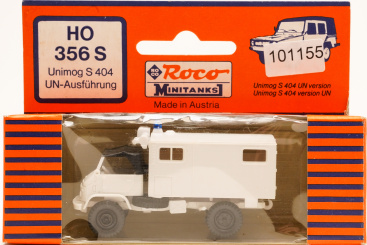 HO
356 S
Unimog S 404
UN-Ausführung
Roco
MINITANKS
Made in Austria
101155
Unimog S 404 UN version
Unimog S 404 version UN